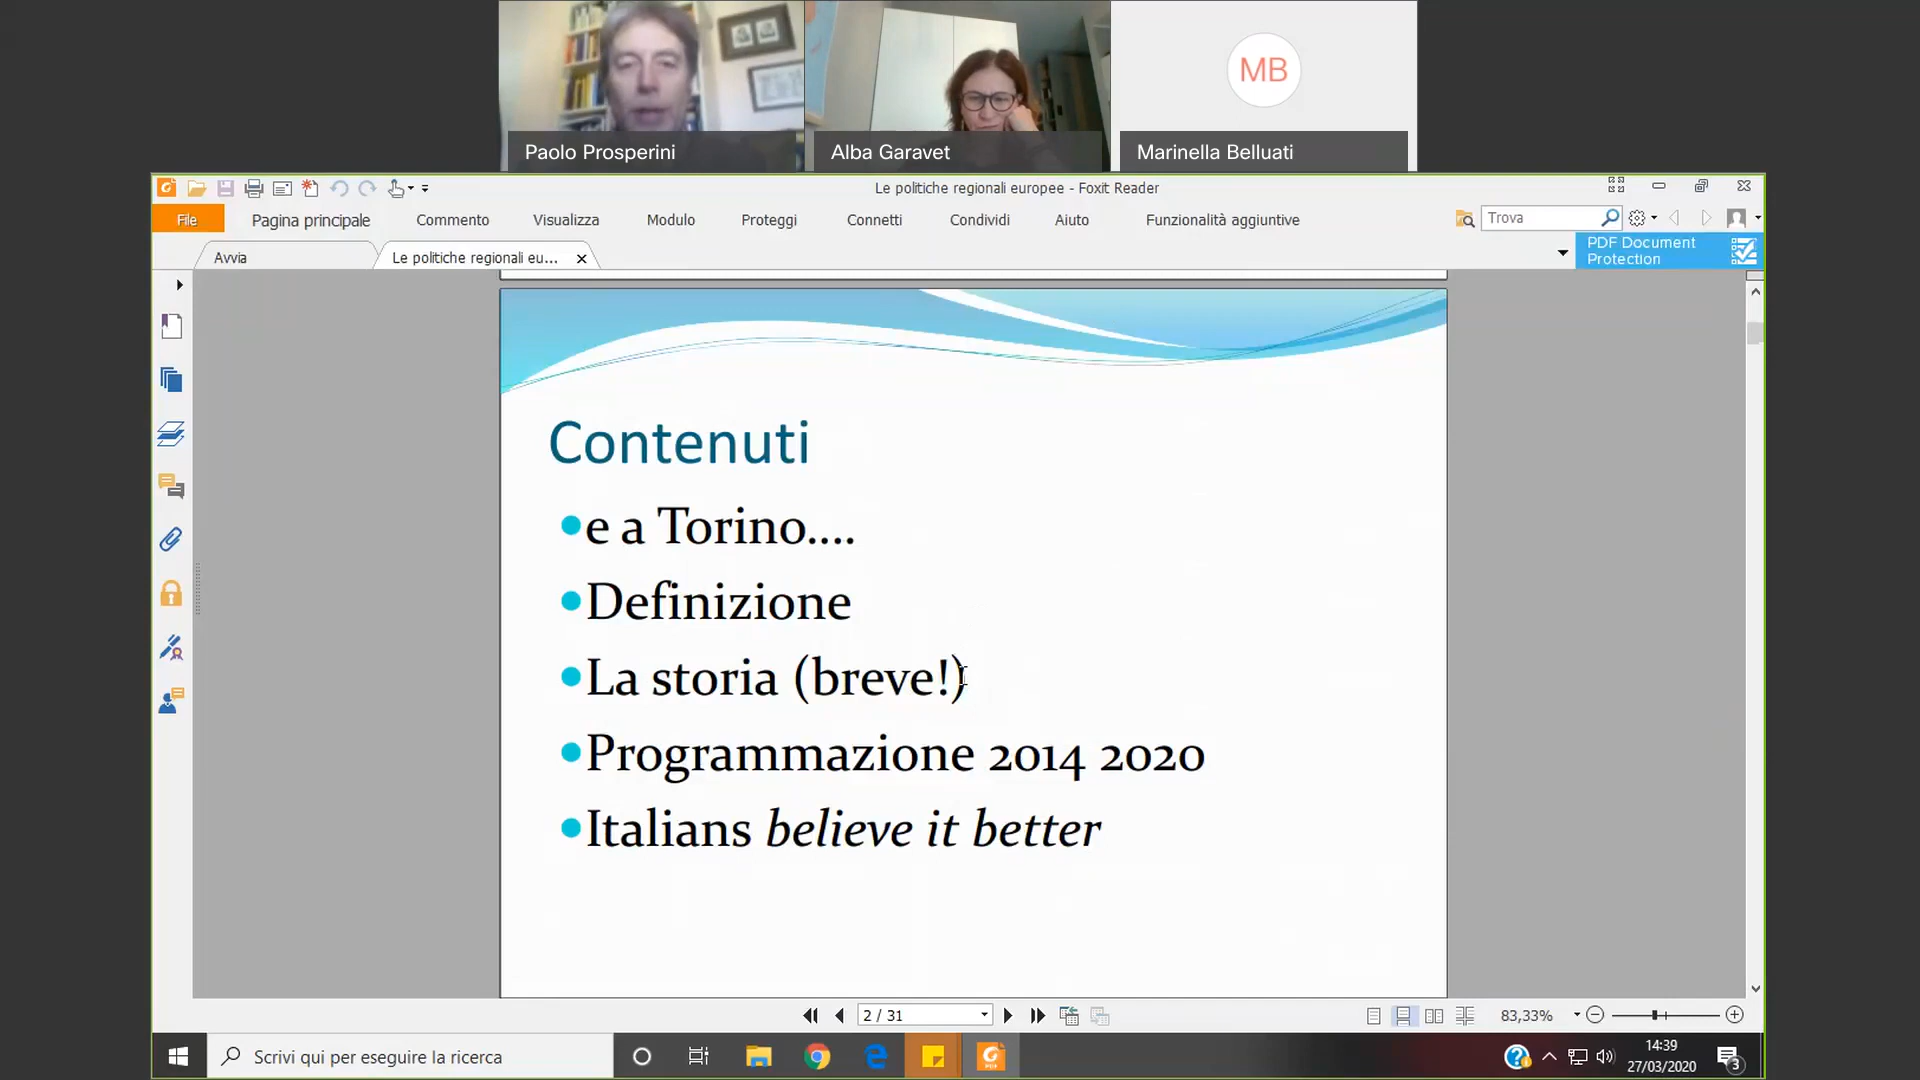 MB
Paolo Prosperini
Alba Garavet
Marinella Belluati
Le politiche regionali europee - Foxit Reader
File
Pagina principale
Commento
Visualizza
Modulo
Proteggi
Connetti
Condividi
Aiuto
Funzionalità aggiuntive
Trova
Avvia
Le politiche regionali eu...
PDF Document
Protection
Contenuti
e a Torino....
Definizione
La storia (breve!)
Programmazione 2014 2020
Italians believe it better
2 / 31
83,33%
Scrivi qui per eseguire la ricerca
14:39
27/03/2020
3